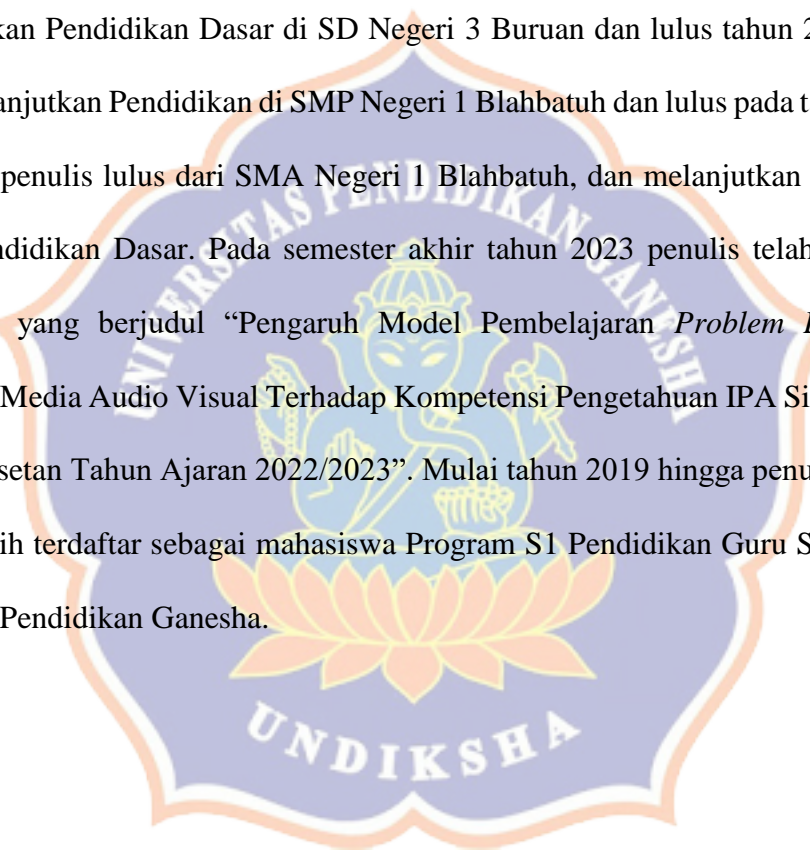 kan Pendidikan Dasar di SD Negeri 3 Buruan dan lulus tahun 2
anjutkan Pendidikan di SMP Negeri 1 Blahbatuh dan lulus pada t
penulis lulus dari SMA Negeri 1 Blahbatuh, dan melanjutkan
ndidikan Dasar. Pada semester akhir tahun 2023 penulis telah
yang berjudul “Pengaruh Model Pembelajaran Problem
Media Audio Visual Terhadap Kompetensi Pengetahuan IPA Si
setan Tahun Ajaran 2022/2023”. Mulai tahun 2019 hingga penu
ih terdaftar sebagai mahasiswa Program S1 Pendidikan Guru S
Pendidikan Ganesha.
UNIVERSITAS PENDIDIKAN GANESHA
UNDIKSHA